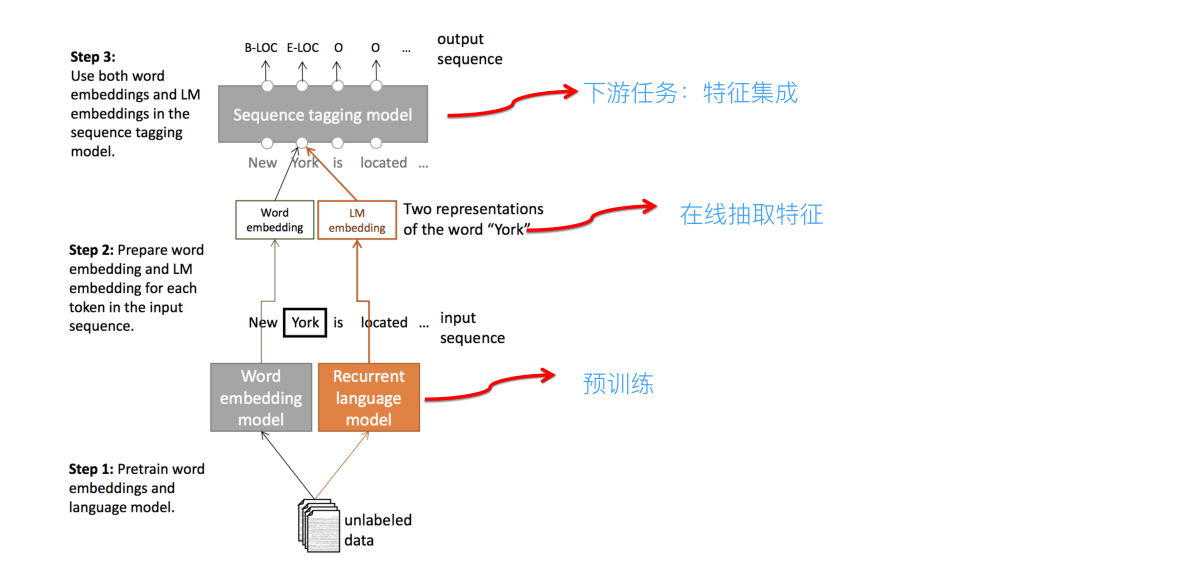 B-LOC E-LOC O O ...
output
sequence
Step 3:
Use both word
embeddings and LM
embeddings in the
sequence tagging
model.
Sequence tagging model
下游任务：特征集成
New York is located ...
Word
embedding
LM
embedding
Two representations
of the word “York”
在线抽取特征
Step 2: Prepare word
embedding and LM
embedding for each
token in the input
sequence.
New York is located ...
input
sequence
Word
embedding
model
Recurrent
language
model
预训练
Step 1: Pretrain word
embeddings and
language model.
unlabeled
data